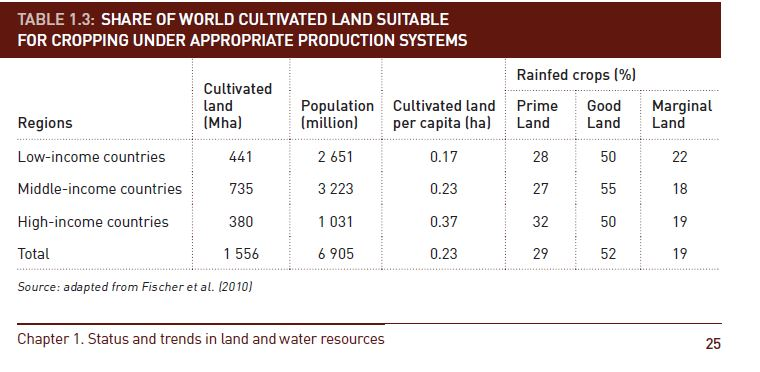 TABLE 1.3: SHARE OF WORLD CULTIVATED LAND SUITABLE
FOR CROPPING UNDER APPROPRIATE PRODUCTION SYSTEMS
Rainfed crops (%)
Regions Cultivated land (Mha) Population (million) Cultivated land per capita (ha) Prime Land Good Land Marginal Land
Low-income countries 441 2 651 0.17 28 50 22
Middle-income countries 735 3 223 0.23 27 55 18
High-income countries 380 1 031 0.37 32 50 19
Total 1 556 6 905 0.23 29 52 19
Source: adapted from Fischer et al. (2010)
Chapter 1. Status and trends in land and water resources 25